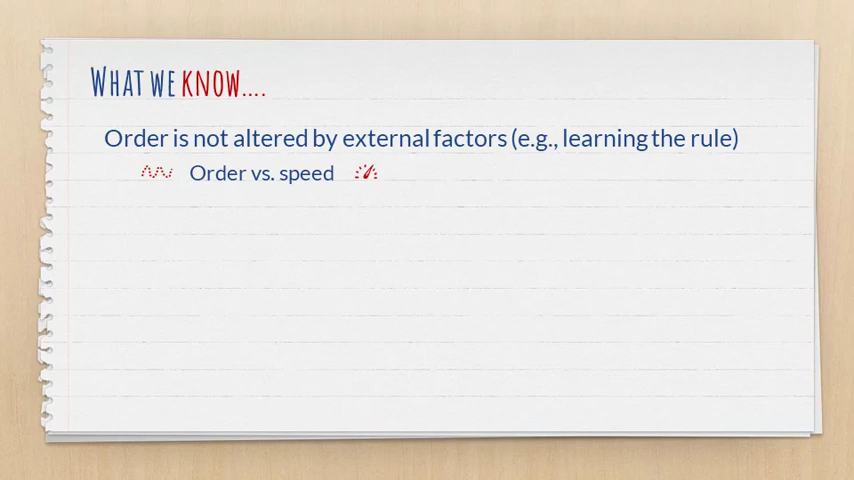 What we know....
Order is not altered by external factors (e.g., learning the rule)
Order vs. speed